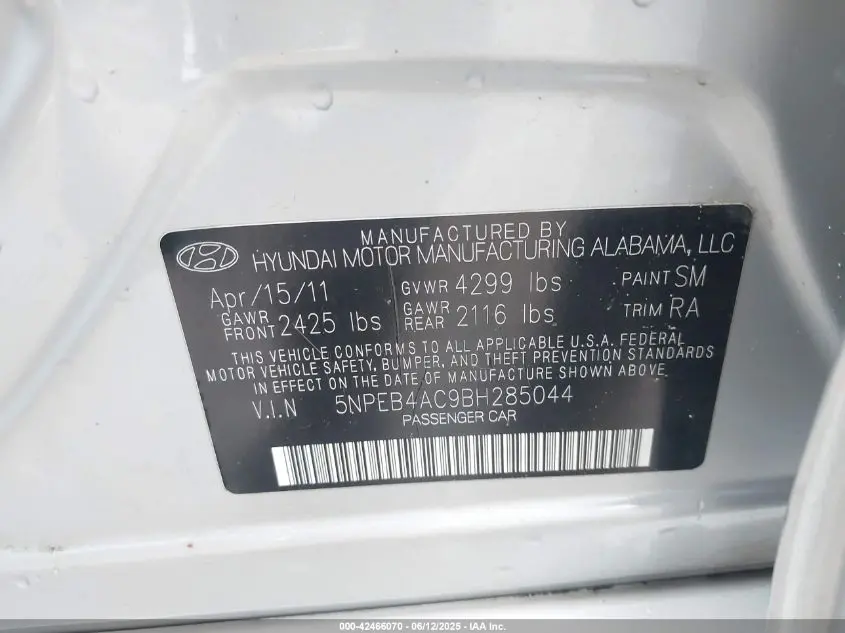 MANUFACTURED BY
HYUNDAI MOTOR MANUFACTURING ALABAMA, LLC
Apr/15/11 GVWR 4299 lbs PAINT SM
GAWR FRONT 2425 lbs GAWR REAR 2116 lbs TRIM RA
THIS VEHICLE CONFORMS TO ALL APPLICABLE U.S.A. FEDERAL
MOTOR VEHICLE SAFETY, BUMPER, AND THEFT PREVENTION STANDARDS
IN EFFECT ON THE DATE OF MANUFACTURE SHOWN ABOVE.
V.I.N 5NPEB4AC9BH285044
PASSENGER CAR
000-42466070 - 06/12/2025 - IAA Inc.